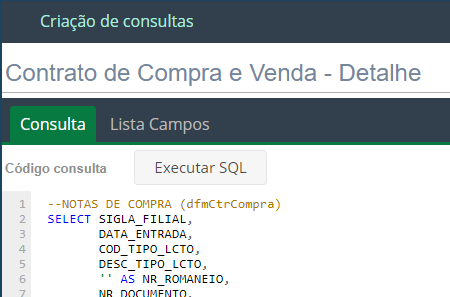 Criação de consultas
Contrato de Compra e Venda - Detalhe
Consulta Lista Campos
Código consulta Executar SQL
1 --NOTAS DE COMPRA (dfmCtrCompra)
2 SELECT SIGLA_FILIAL,
3 DATA_ENTRADA,
4 COD_TIPO_LCTO,
5 DESC_TIPO_LCTO,
6 '' AS NR_ROMANEIO,
7 NR_DOCUMENTO,